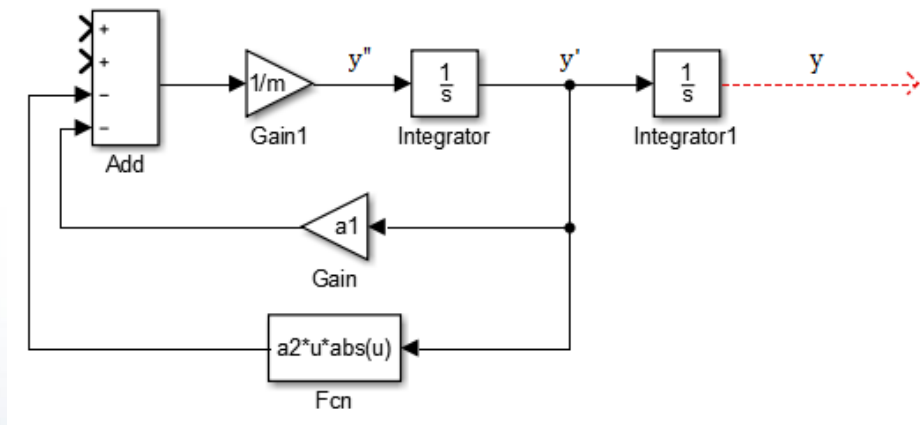 +
+
−
−
Add
1/m
Gain1
y"
1
s
Integrator
y'
1
s
Integrator1
y
a1
Gain
a2*u*abs(u)
Fcn